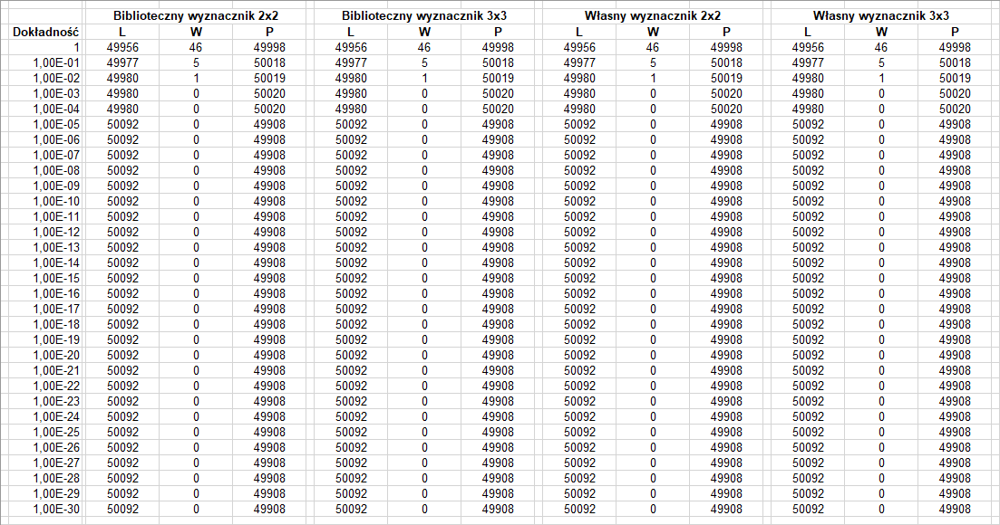 Biblioteczny wyznacznik 2x2 Biblioteczny wyznacznik 3x3 Własny wyznacznik 2x2 Własny wyznacznik 3x3
Dokładność L W P L W P L W P L W P
1 49956 46 49998 49956 46 49998 49956 46 49998 49956 46 49998
1,00E-01 49977 5 50018 49977 5 50018 49977 5 50018 49977 5 50018
1,00E-02 49980 1 50019 49980 1 50019 49980 1 50019 49980 1 50019
1,00E-03 49980 0 50020 49980 0 50020 49980 0 50020 49980 0 50020
1,00E-04 49980 0 50020 49980 0 50020 49980 0 50020 49980 0 50020
1,00E-05 50092 0 49908 50092 0 49908 50092 0 49908 50092 0 49908
1,00E-06 50092 0 49908 50092 0 49908 50092 0 49908 50092 0 49908
1,00E-07 50092 0 49908 50092 0 49908 50092 0 49908 50092 0 49908
1,00E-08 50092 0 49908 50092 0 49908 50092 0 49908 50092 0 49908
1,00E-09 50092 0 49908 50092 0 49908 50092 0 49908 50092 0 49908
1,00E-10 50092 0 49908 50092 0 49908 50092 0 49908 50092 0 49908
1,00E-11 50092 0 49908 50092 0 49908 50092 0 49908 50092 0 49908
1,00E-12 50092 0 49908 50092 0 49908 50092 0 49908 50092 0 49908
1,00E-13 50092 0 49908 50092 0 49908 50092 0 49908 50092 0 49908
1,00E-14 50092 0 49908 50092 0 49908 50092 0 49908 50092 0 49908
1,00E-15 50092 0 49908 50092 0 49908 50092 0 49908 50092 0 49908
1,00E-16 50092 0 49908 50092 0 49908 50092 0 49908 50092 0 49908
1,00E-17 50092 0 49908 50092 0 49908 50092 0 49908 50092 0 49908
1,00E-18 50092 0 49908 50092 0 49908 50092 0 49908 50092 0 49908
1,00E-19 50092 0 49908 50092 0 49908 50092 0 49908 50092 0 49908
1,00E-20 50092 0 49908 50092 0 49908 50092 0 49908 50092 0 49908
1,00E-21 50092 0 49908 50092 0 49908 50092 0 49908 50092 0 49908
1,00E-22 50092 0 49908 50092 0 49908 50092 0 49908 50092 0 49908
1,00E-23 50092 0 49908 50092 0 49908 50092 0 49908 50092 0 49908
1,00E-24 50092 0 49908 50092 0 49908 50092 0 49908 50092 0 49908
1,00E-25 50092 0 49908 50092 0 49908 50092 0 49908 50092 0 49908
1,00E-26 50092 0 49908 50092 0 49908 50092 0 49908 50092 0 49908
1,00E-27 50092 0 49908 50092 0 49908 50092 0 49908 50092 0 49908
1,00E-28 50092 0 49908 50092 0 49908 50092 0 49908 50092 0 49908
1,00E-29 50092 0 49908 50092 0 49908 50092 0 49908 50092 0 49908
1,00E-30 50092 0 49908 50092 0 49908 50092 0 49908 50092 0 49908